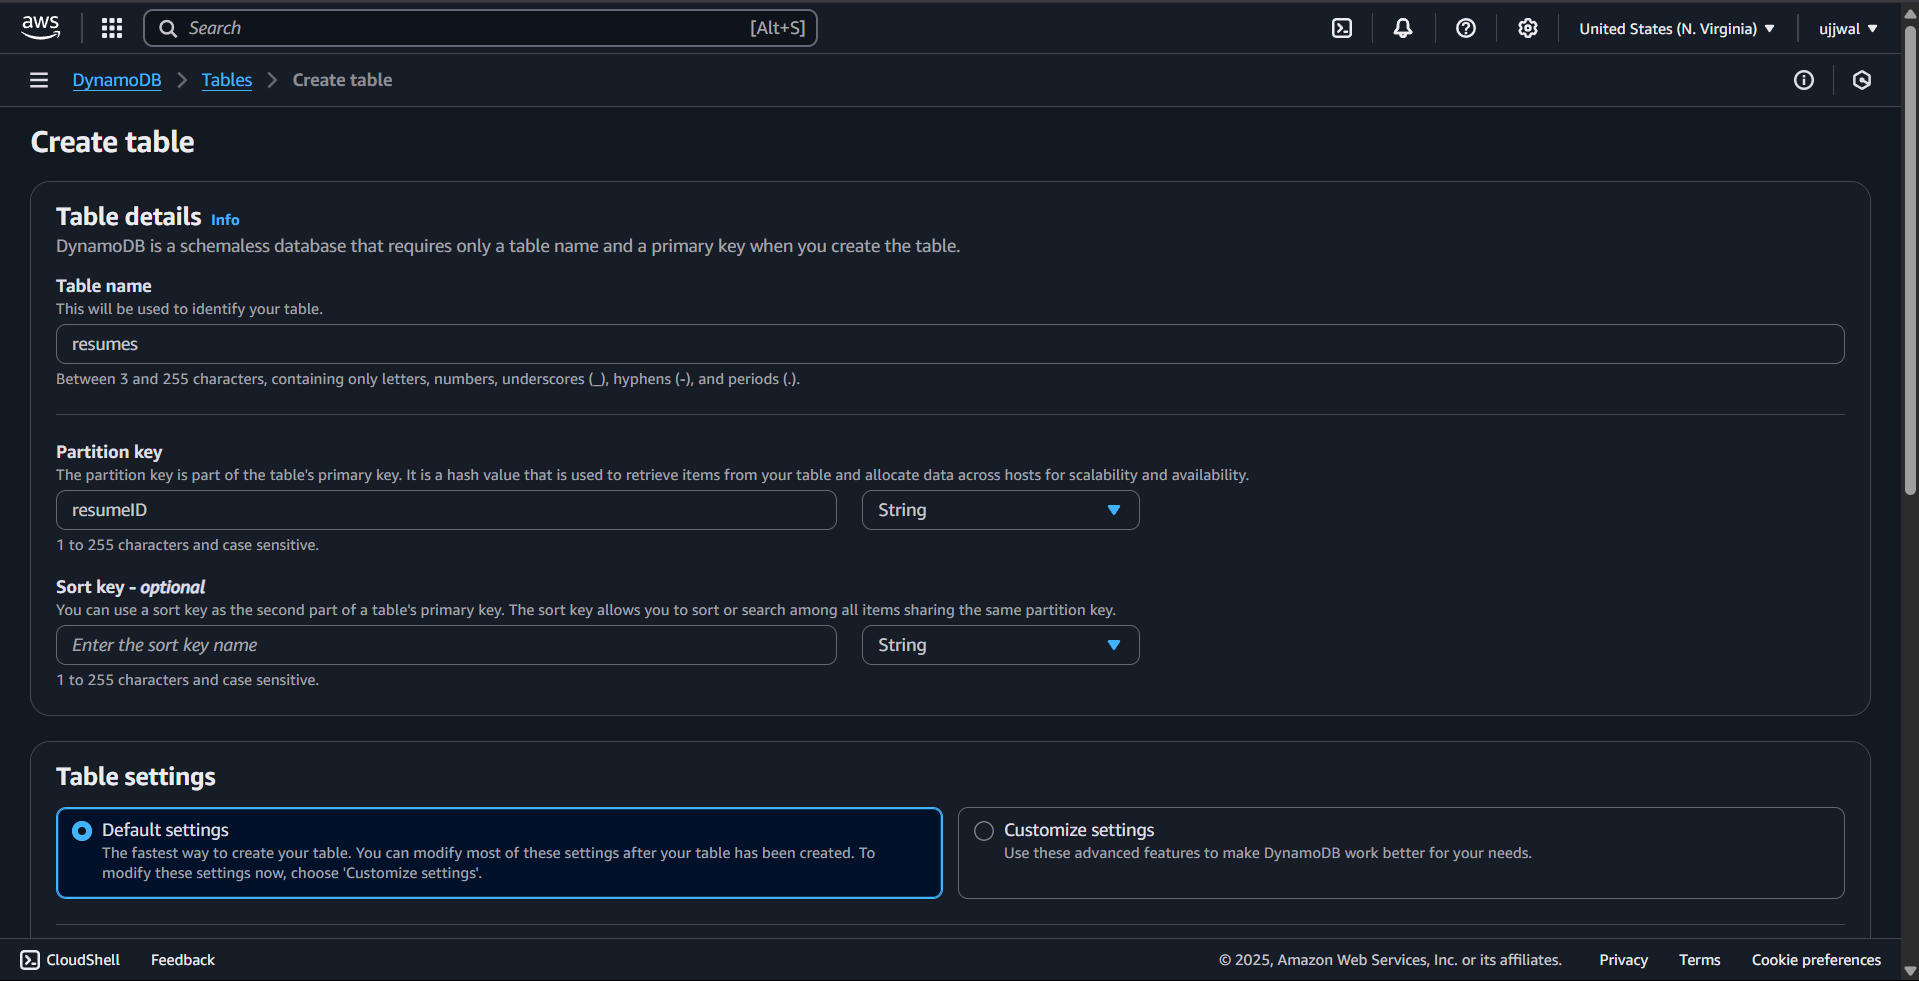 aws
Search [Alt+S]
United States (N. Virginia)
ujjwal
DynamoDB > Tables > Create table
Create table
Table details Info
DynamoDB is a schemaless database that requires only a table name and a primary key when you create the table.
Table name
This will be used to identify your table.
resumes
Between 3 and 255 characters, containing only letters, numbers, underscores (_), hyphens (-), and periods (.).
Partition key
The partition key is part of the table's primary key. It is a hash value that is used to retrieve items from your table and allocate data across hosts for scalability and availability.
resumeID
String
1 to 255 characters and case sensitive.
Sort key - optional
You can use a sort key as the second part of a table's primary key. The sort key allows you to sort or search among all items sharing the same partition key.
Enter the sort key name
String
1 to 255 characters and case sensitive.
Table settings
Default settings
The fastest way to create your table. You can modify most of these settings after your table has been created. To
modify these settings now, choose 'Customize settings'.
Customize settings
Use these advanced features to make DynamoDB work better for your needs.
CloudShell
Feedback
© 2025, Amazon Web Services, Inc. or its affiliates.
Privacy
Terms
Cookie preferences